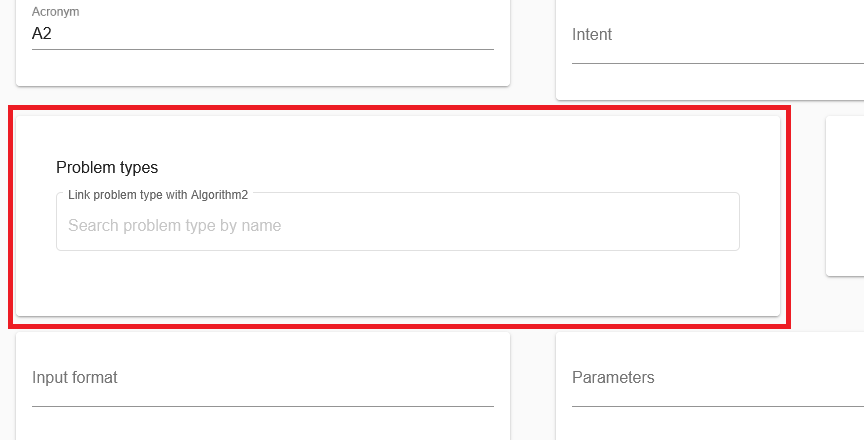 Acronym
A2
Intent
Problem types
Link problem type with Algorithm2
Search problem type by name
Input format
Parameters